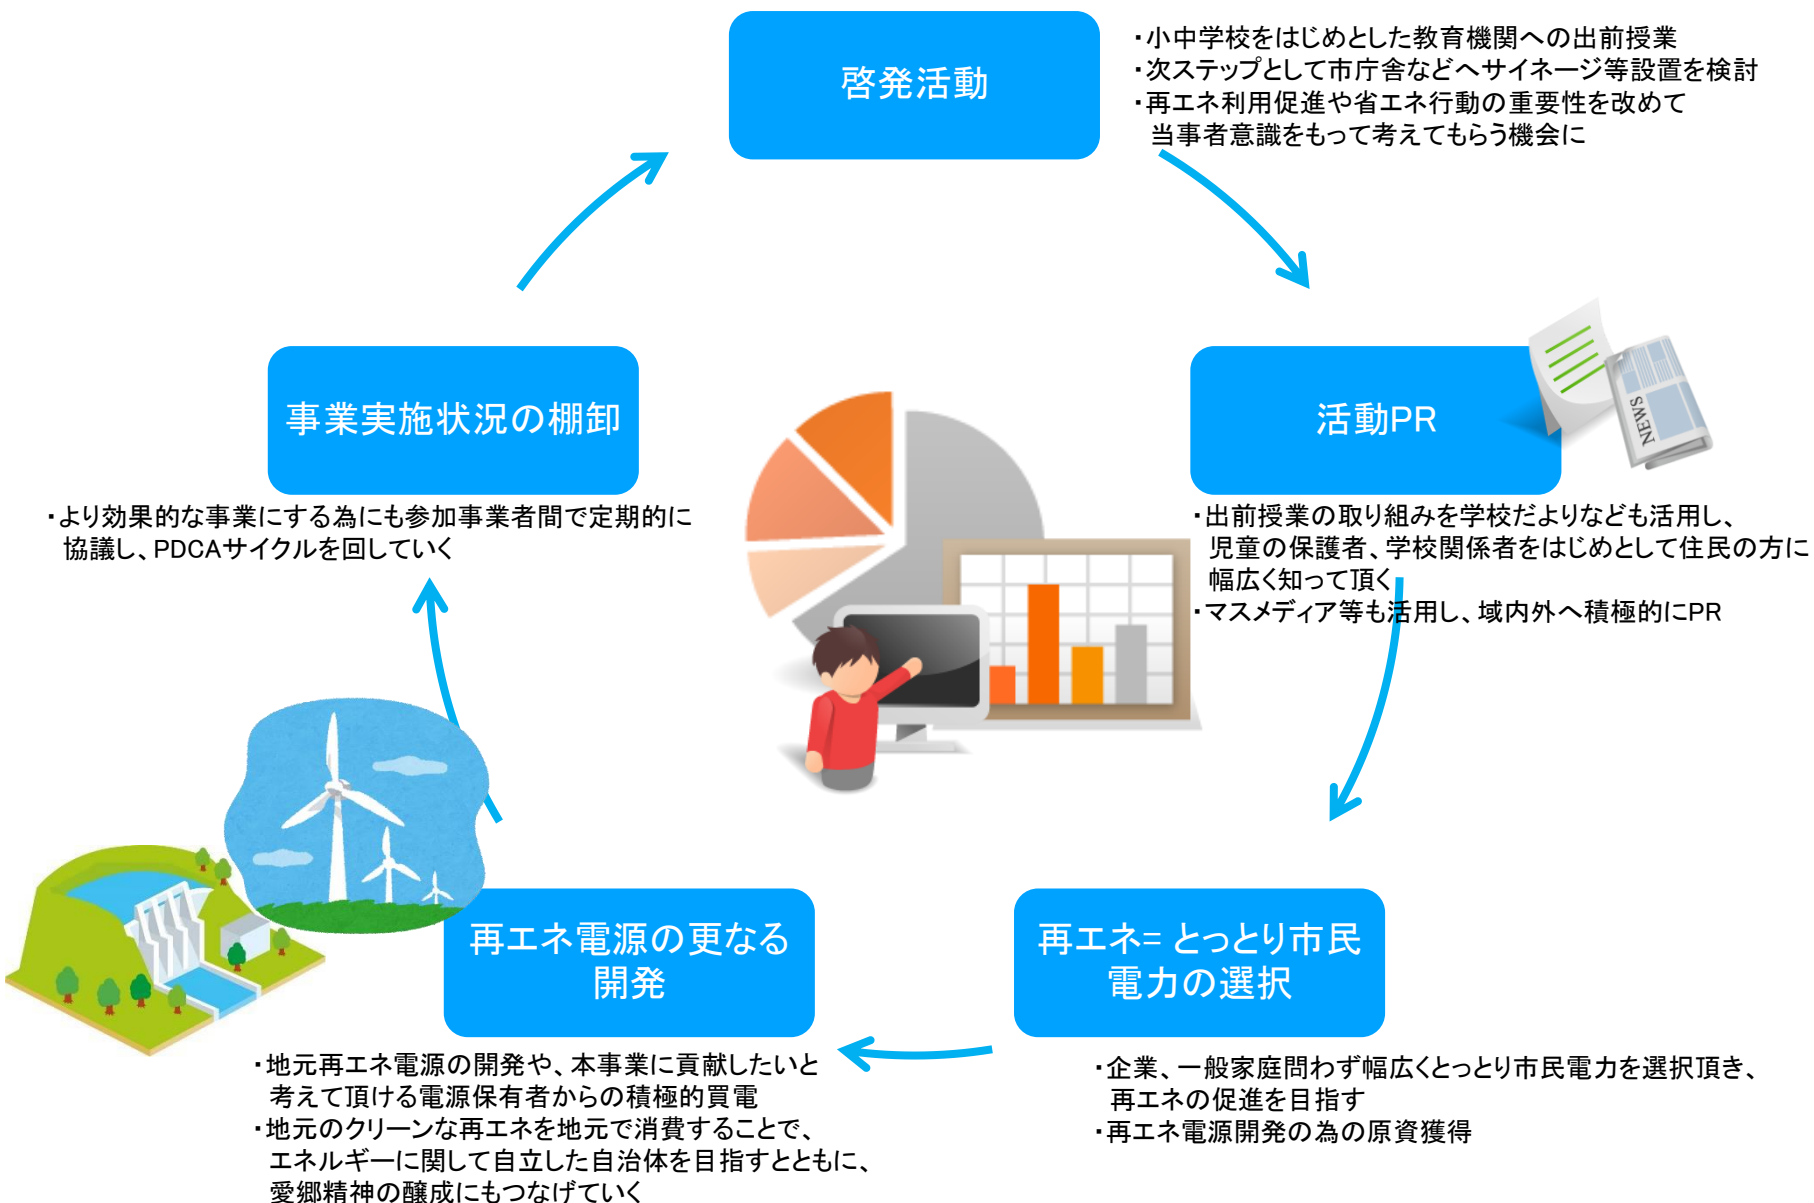 啓発活動
・小中学校をはじめとした教育機関への出前授業
・次ステップとして市庁舎などへサイネージ等設置を検討
・再エネ利用促進や省エネ行動の重要性を改めて
当事者意識をもって考えてもらう機会に
活動PR
NEWS
・出前授業の取り組みを学校だよりなども活用し、
児童の保護者、学校関係者をはじめとして住民の方に
幅広く知って頂く
・マスメディア等も活用し、域内外へ積極的にPR
再エネ= とっとり市民
電力の選択
・企業、一般家庭問わず幅広くとっとり市民電力を選択頂き、
再エネの促進を目指す
・再エネ電源開発の為の原資獲得
再エネ電源の更なる
開発
・地元再エネ電源の開発や、本事業に貢献したいと
考えて頂ける電源保有者からの積極的買電
・地元のクリーンな再エネを地元で消費することで、
エネルギーに関して自立した自治体を目指すとともに、
愛郷精神の醸成にもつなげていく
事業実施状況の棚卸
・より効果的な事業にする為にも参加事業者間で定期的に
協議し、PDCAサイクルを回していく